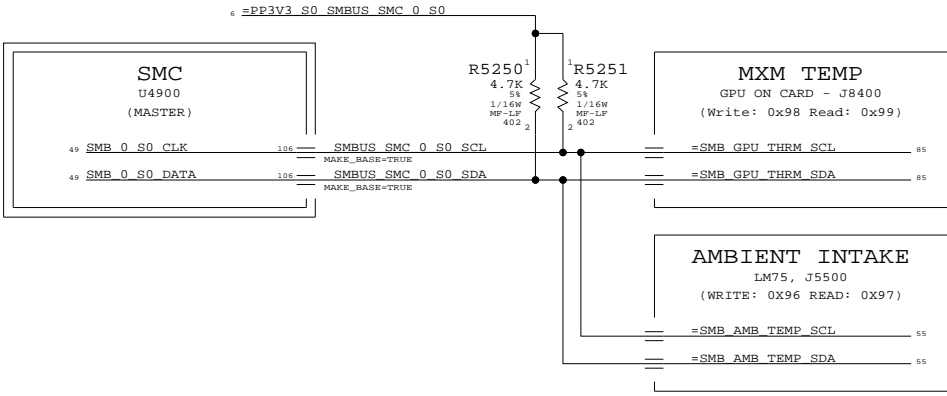 6 =PP3V3_S0_SMBUS_SMC_0_S0
SMC
U4900
(MASTER)
49 SMB_0_S0_CLK
106
SMBUS_SMC_0_S0_SCL
MAKE_BASE=TRUE
49 SMB_0_S0_DATA
106
SMBUS_SMC_0_S0_SDA
MAKE_BASE=TRUE
R5250
1
4.7K
5%
1/16W
MF-LF
402
2
1
R5251
4.7K
5%
1/16W
MF-LF
402
2
MXM TEMP
GPU ON CARD - J8400
(Write: 0x98 Read: 0x99)
=SMB_GPU_THRM_SCL 85
=SMB_GPU_THRM_SDA 85
AMBIENT INTAKE
LM75, J5500
(WRITE: 0X96 READ: 0X97)
=SMB_AMB_TEMP_SCL 55
=SMB_AMB_TEMP_SDA 55